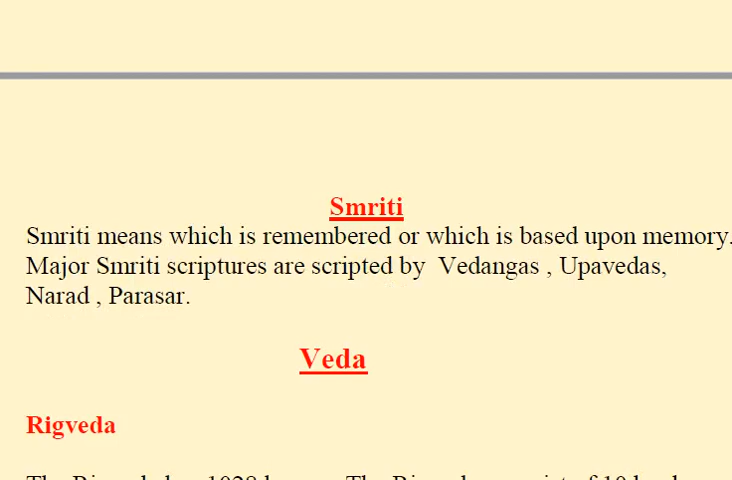 Smriti
Smriti means which is remembered or which is based upon memory.
Major Smriti scriptures are scripted by Vedangas , Upavedas,
Narad , Parasar.
Veda
Rigveda